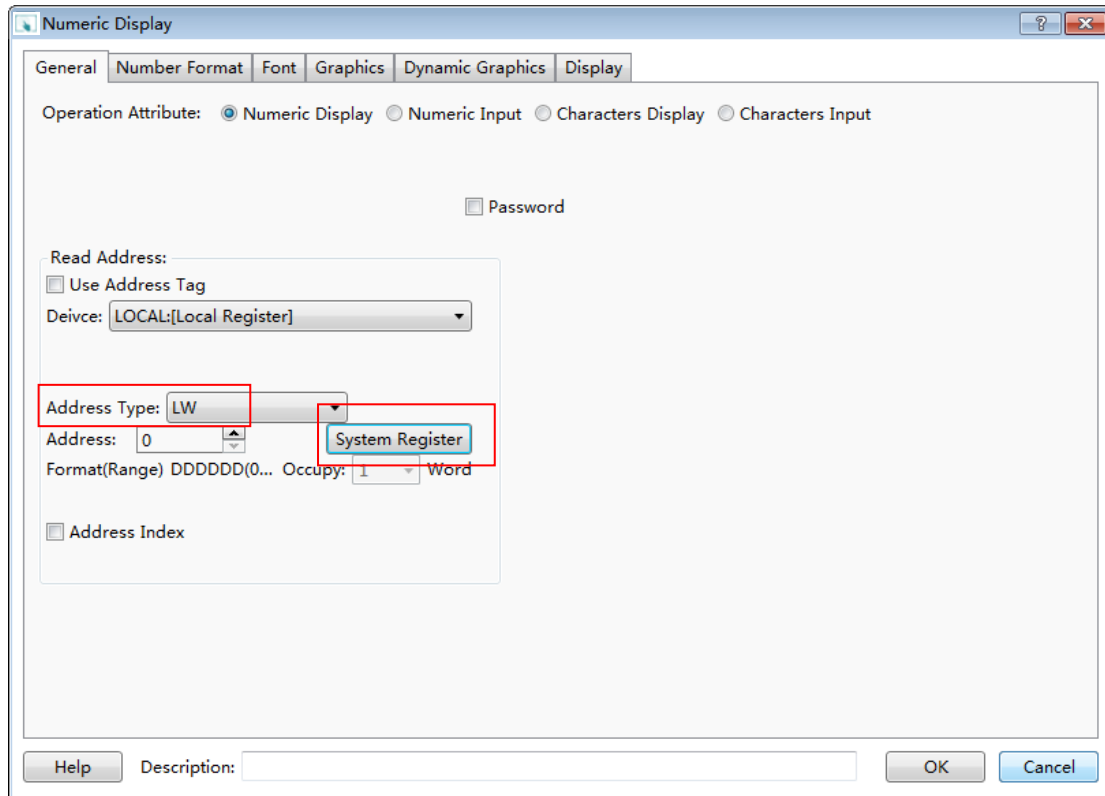 Numeric Display
General Number Format Font Graphics Dynamic Graphics Display
Operation Attribute: Numeric Display Numeric Input Characters Display Characters Input
Password
Read Address:
Use Address Tag
Deivce: LOCAL:[Local Register]
Address Type: LW
Address: 0 System Register
Format(Range) DDDDDD(0... Occupy: 1 Word
Address Index
Help Description: OK Cancel